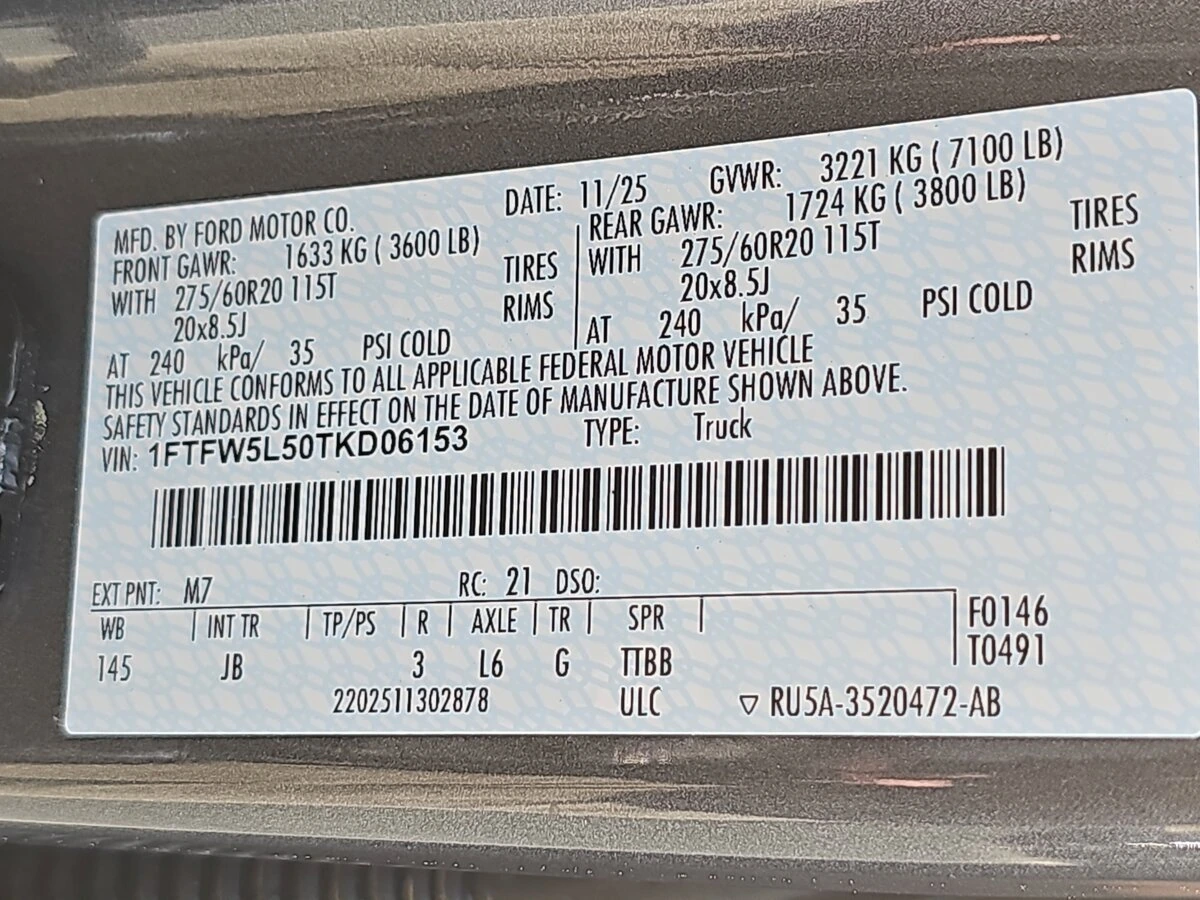 MFD. BY FORD MOTOR CO. DATE: 11/25 GVWR: 3221 KG ( 7100 LB)
FRONT GAWR: 1633 KG ( 3600 LB) REAR GAWR: 1724 KG ( 3800 LB)
WITH 275/60R20 115T TIRES WITH 275/60R20 115T TIRES
20x8.5J RIMS 20x8.5J RIMS
AT 240 kPa/ 35 PSI COLD AT 240 kPa/ 35 PSI COLD
THIS VEHICLE CONFORMS TO ALL APPLICABLE FEDERAL MOTOR VEHICLE
SAFETY STANDARDS IN EFFECT ON THE DATE OF MANUFACTURE SHOWN ABOVE.
VIN: 1FTFW5L50TKD06153 TYPE: Truck
EXT PNT: M7 RC: 21 DSO:
WB INT TR TP/PS R AXLE TR SPR F0146
145 JB 3 L6 G TTBB T0491
2202511302878 ULC ▽ RU5A-3520472-AB